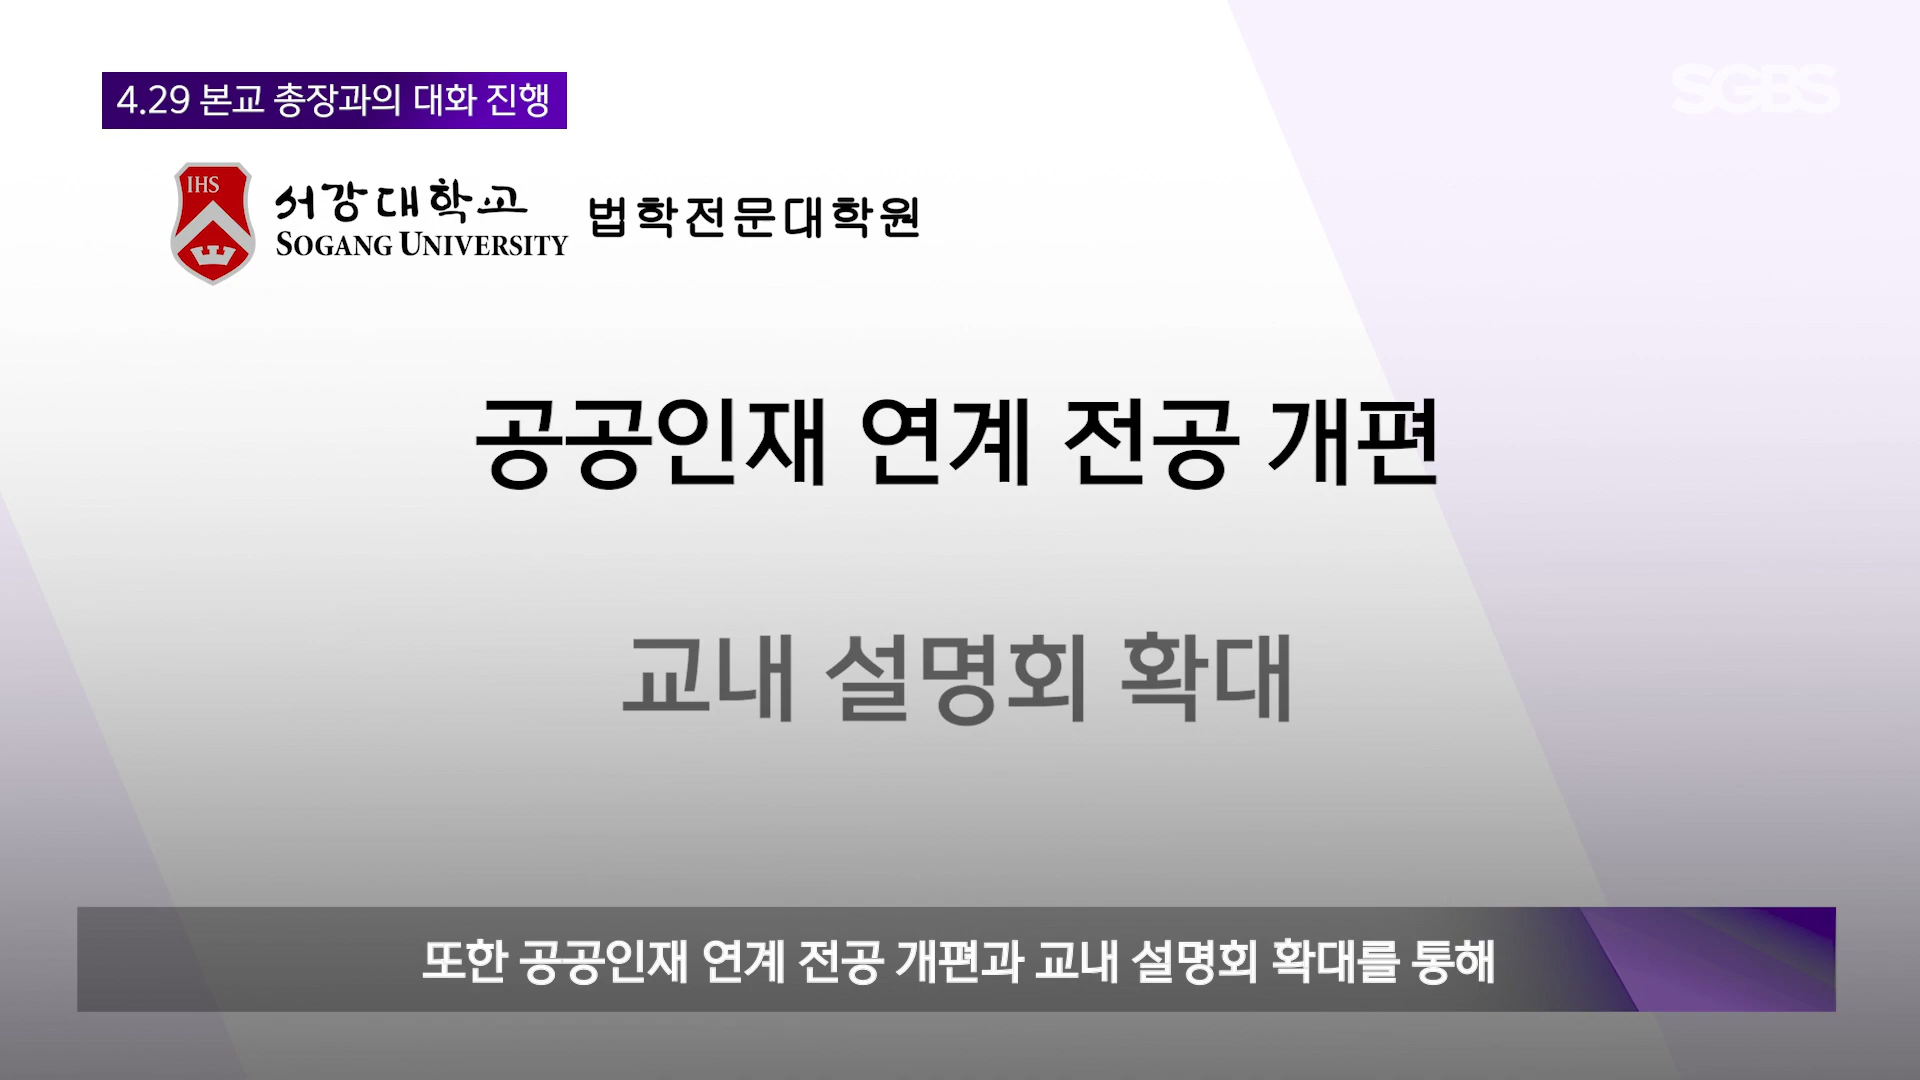 4.29 본교 총장과의 대화 진행
SGBS
IHS
서강대학교
SOGANG UNIVERSITY
법학전문대학원
공공인재 연계 전공 개편
교내 설명회 확대
또한 공공인재 연계 전공 개편과 교내 설명회 확대를 통해